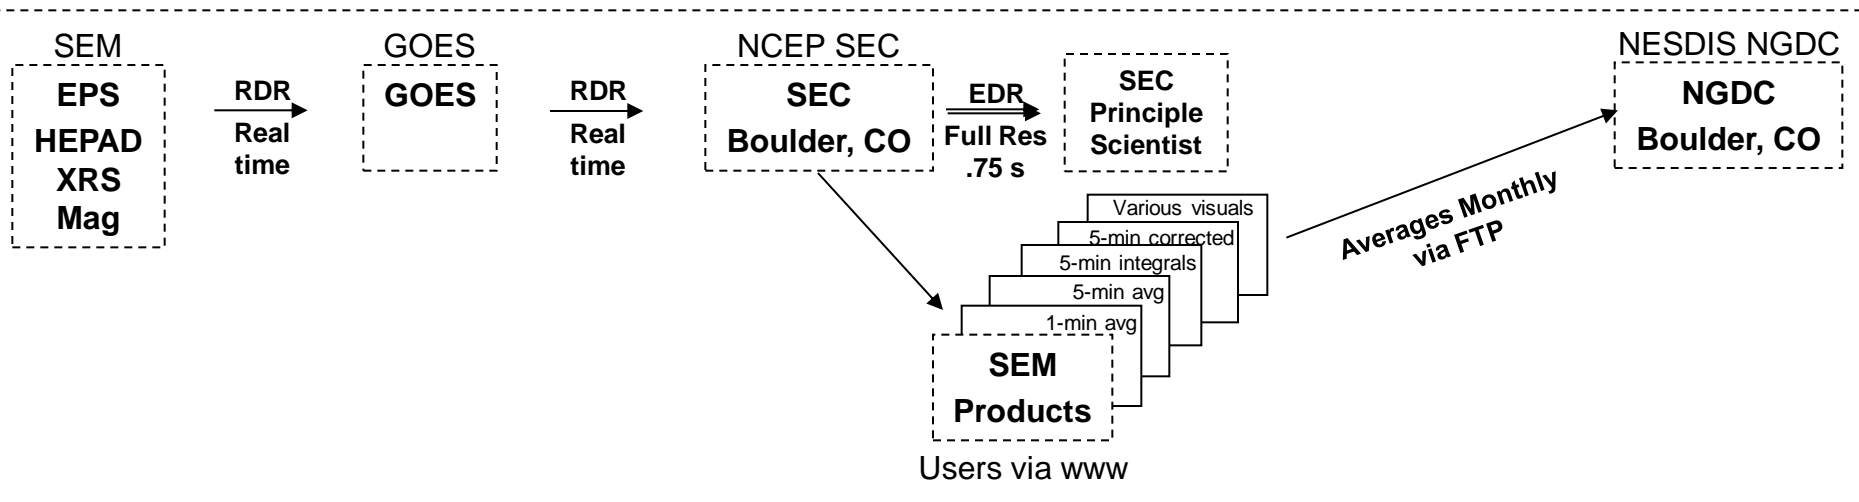 SEM
EPS
HEPAD
XRS
Mag
RDR
Real
time
GOES
GOES
RDR
Real
time
NCEP SEC
SEC
Boulder, CO
EDR
Full Res
.75 s
SEC
Principle
Scientist
Various visuals
5-min corrected
5-min integrals
5-min avg
1-min avg
SEM
Products
Users via www
Averages Monthly
via FTP
NESDIS NGDC
NGDC
Boulder, CO